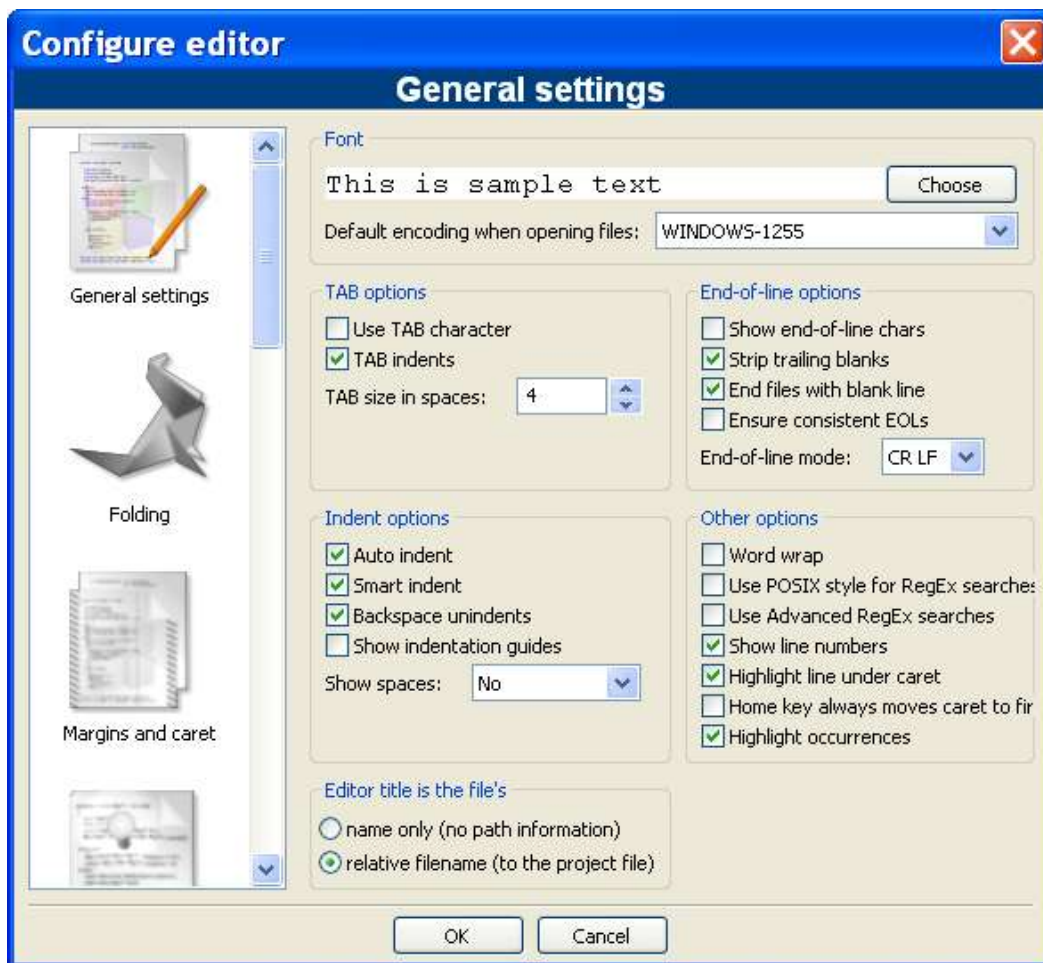 Configure editor
General settings
General settings
Folding
Margins and caret
Font
This is sample text
Choose
Default encoding when opening files:
WINDOWS-1255
TAB options
Use TAB character
TAB indents
TAB size in spaces:
4
End-of-line options
Show end-of-line chars
Strip trailing blanks
End files with blank line
Ensure consistent EOLs
End-of-line mode:
CR LF
Indent options
Auto indent
Smart indent
Backspace unindents
Show indentation guides
Show spaces:
No
Other options
Word wrap
Use POSIX style for RegEx searches
Use Advanced RegEx searches
Show line numbers
Highlight line under caret
Home key always moves caret to fir
Highlight occurrences
Editor title is the file's
name only (no path information)
relative filename (to the project file)
OK
Cancel